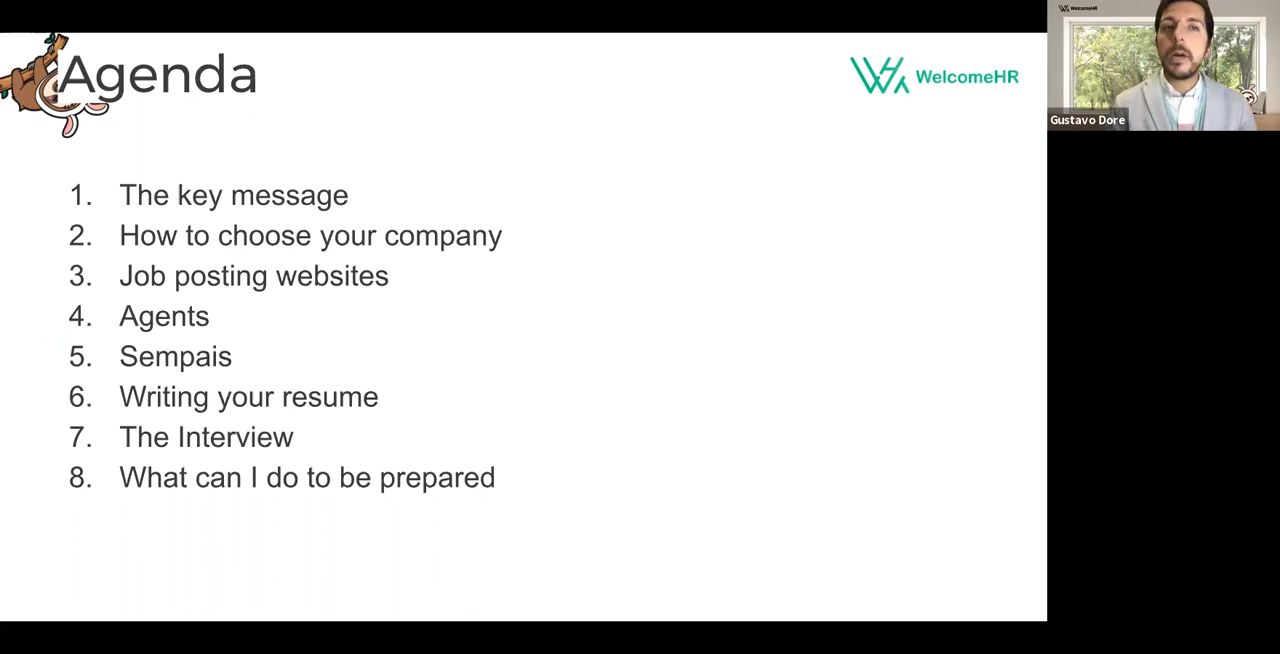 Agenda
WelcomeHR
1. The key message
2. How to choose your company
3. Job posting websites
4. Agents
5. Sempais
6. Writing your resume
7. The Interview
8. What can I do to be prepared
WelcomeHR
Gustavo Dore